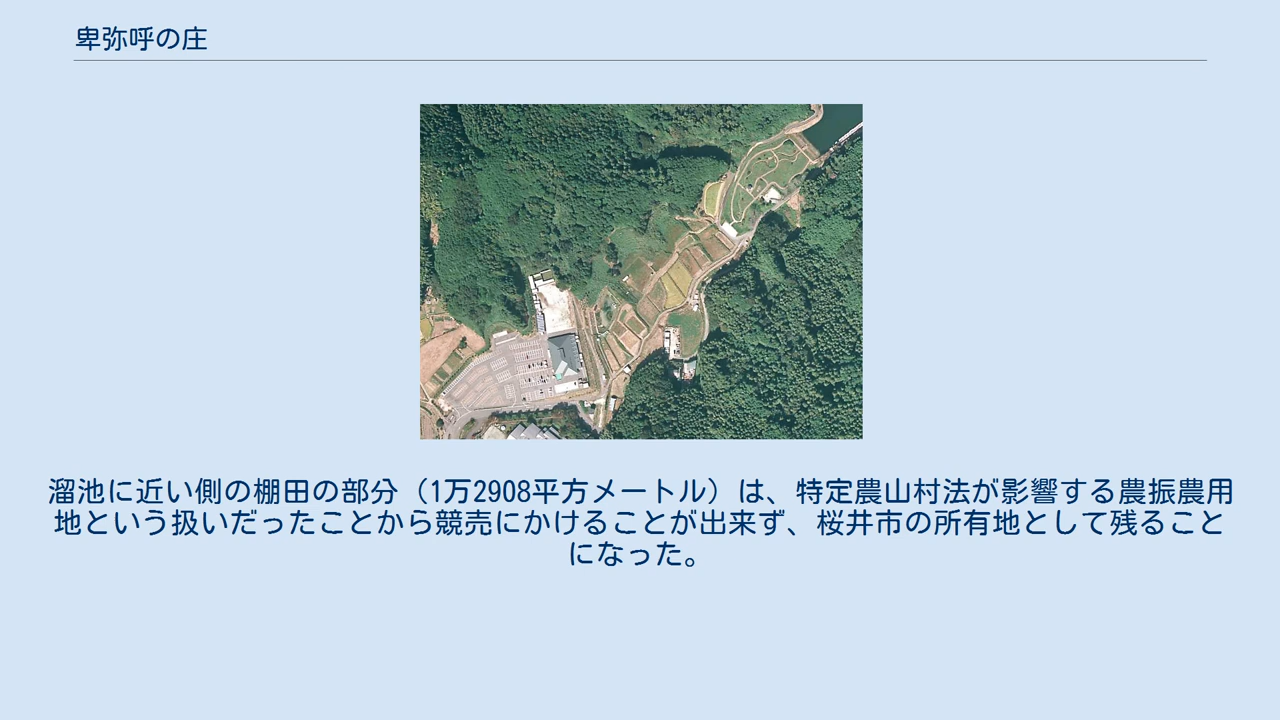 卑弥呼の庄
溜池に近い側の棚田の部分（1万2908平方メートル）は、特定農山村法が影響する農振農用
地という扱いだったことから競売にかけることが出来ず、桜井市の所有地として残ること
になった。